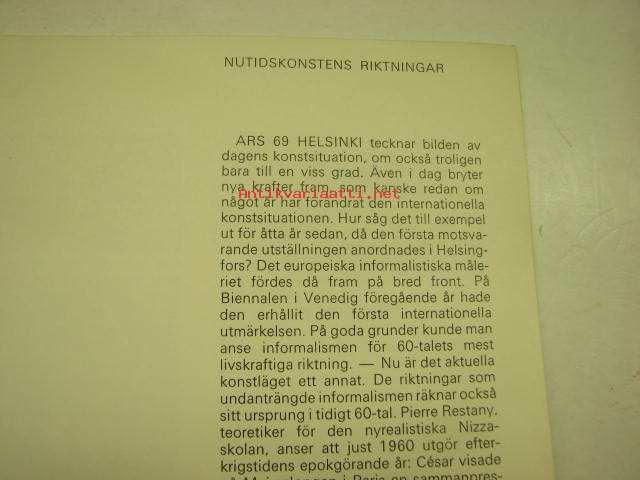 NUTIDSKONSTENS RIKTNINGAR
ARS 69 HELSINKI tecknar bilden av
dagens konstsituation, om också troligen
bara till en viss grad. Även i dag bryter
nya krafter fram, som kanske redan om
Antikvariaatti.net
något år har förändrat den internationella
konstsituationen. Hur såg det till exempel
ut för åtta år sedan, då den första motsva-
rande utställningen anordnades i Helsing-
fors? Det europeiska informalistiska måle-
riet fördes då fram på bred front. På
Biennalen i Venedig föregående år hade
den erhållit den första internationella
utmärkelsen. På goda grunder kunde man
anse informalismen för 60-talets mest
livskraftiga riktning. — Nu är det aktuella
konstläget ett annat. De riktningar som
undanträngde informalismen räknar också
sitt ursprung i tidigt 60-tal. Pierre Restany,
teoretiker för den nyrealistiska Nizza-
skolan, anser att just 1960 utgör efter-
krigstidens epokgörande år: César visade
på Majsalongen i Paris en sammanpres-